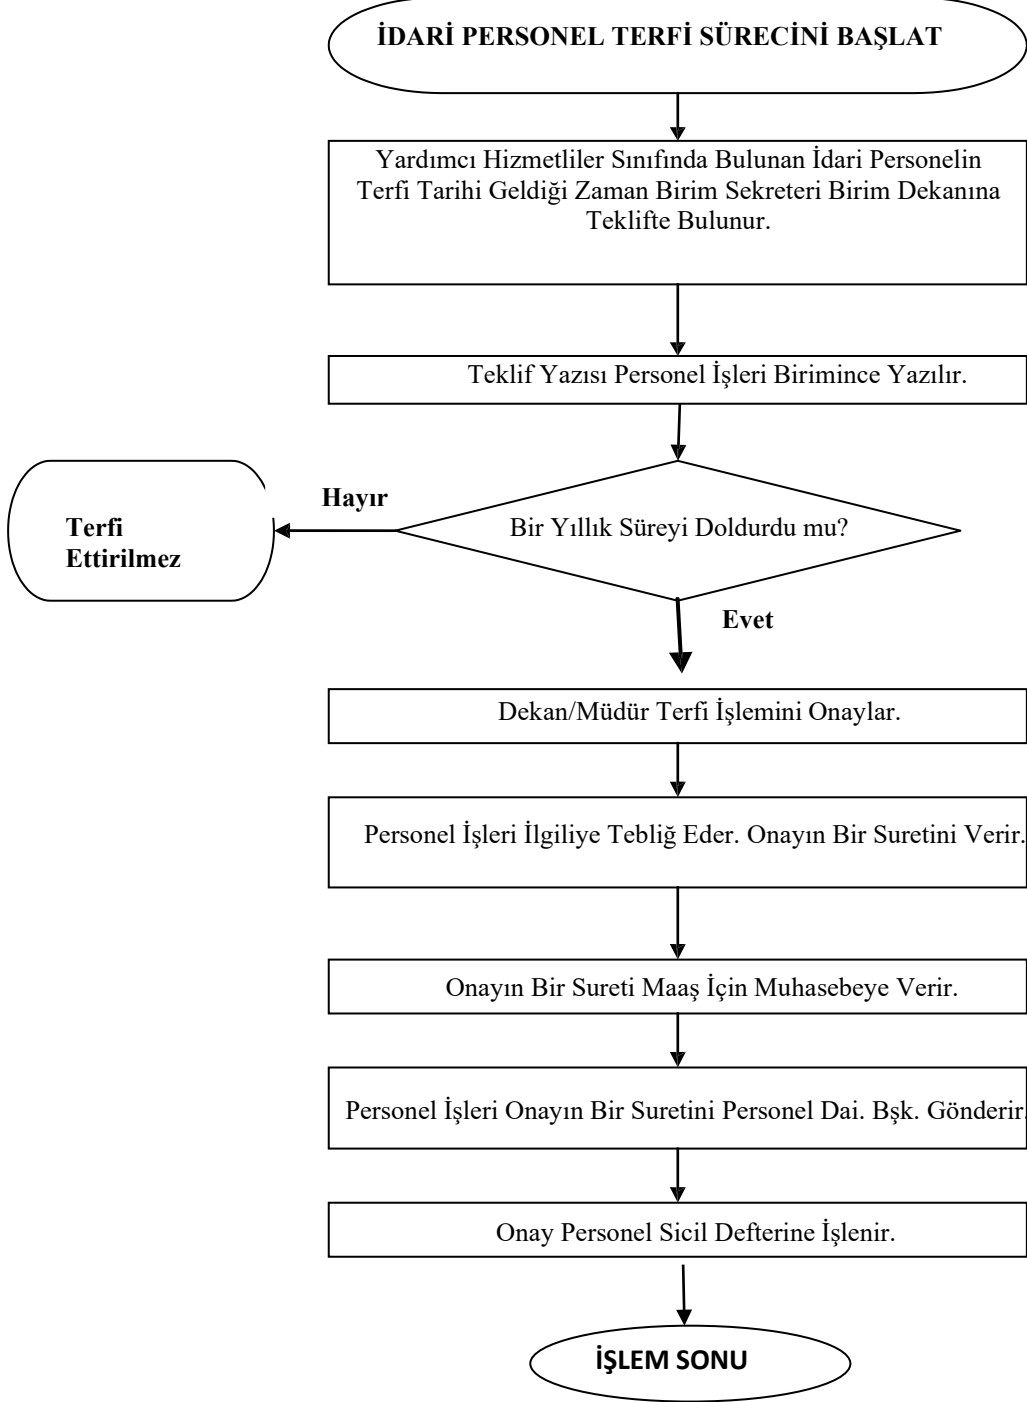 İDARİ PERSONEL TERFİ SÜRECİNİ BAŞLAT
Yardımcı Hizmetliler Sınıfında Bulunan İdari Personelin
Terfi Tarihi Geldiği Zaman Birim Sekreteri Birim Dekanına
Teklifte Bulunur.
Teklif Yazısı Personel İşleri Birimince Yazılır.
Bir Yıllık Süreyi Doldurdu mu?
Hayır
Terfi
Ettirilmez
Evet
Dekan/Müdür Terfi İşlemini Onaylar.
Personel İşleri İlgiliye Tebliğ Eder. Onayın Bir Suretini Verir.
Onayın Bir Sureti Maaş İçin Muhasebeye Verir.
Personel İşleri Onayın Bir Suretini Personel Dai. Bşk. Gönderir.
Onay Personel Sicil Defterine İşlenir.
İŞLEM SONU